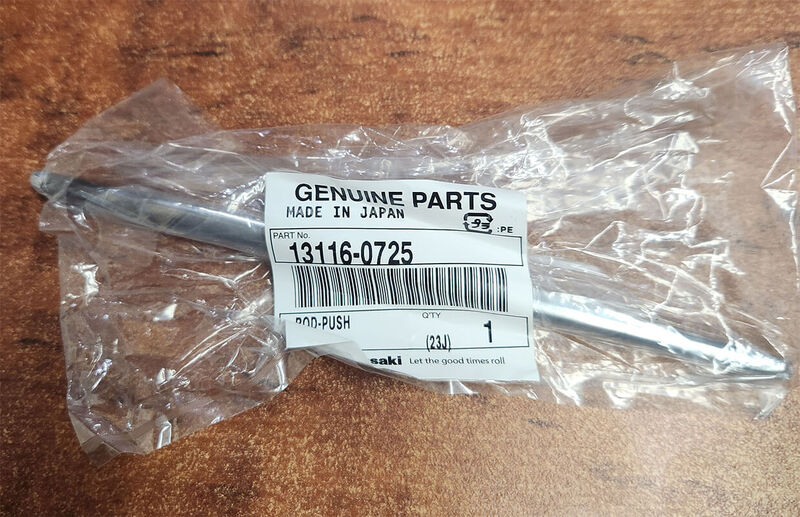 GENUINE PARTS
MADE IN JAPAN
:PE
PART No.
13116-0725
ROD-PUSH
Q'TY
(23J)
1
saki Let the good times roll